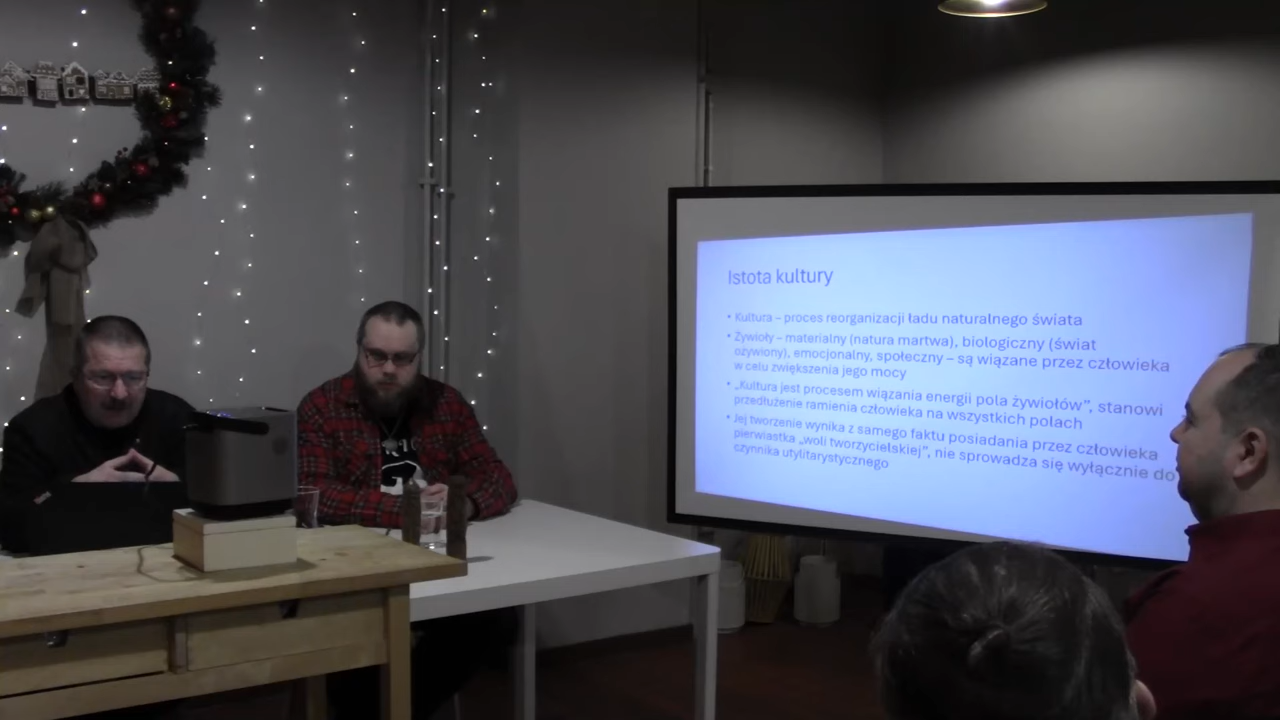 Istota kultury
• Kultura – proces reorganizacji ładu naturalnego świata
• Żywioły – materialny (natura martwa), biologiczny (świat
ożywiony), emocjonalny, społeczny – są wiązane przez człowieka
w celu zwiększenia jego mocy
• „Kultura jest procesem wiązania energii pola żywiołów”, stanowi
przedłużenie ramienia człowieka na wszystkich polach
• Jej tworzenie wynika z samego faktu posiadania przez człowieka
pierwiastka „woli tworzycielskiej”, nie sprowadza się wyłącznie do
czynnika utylitarystycznego